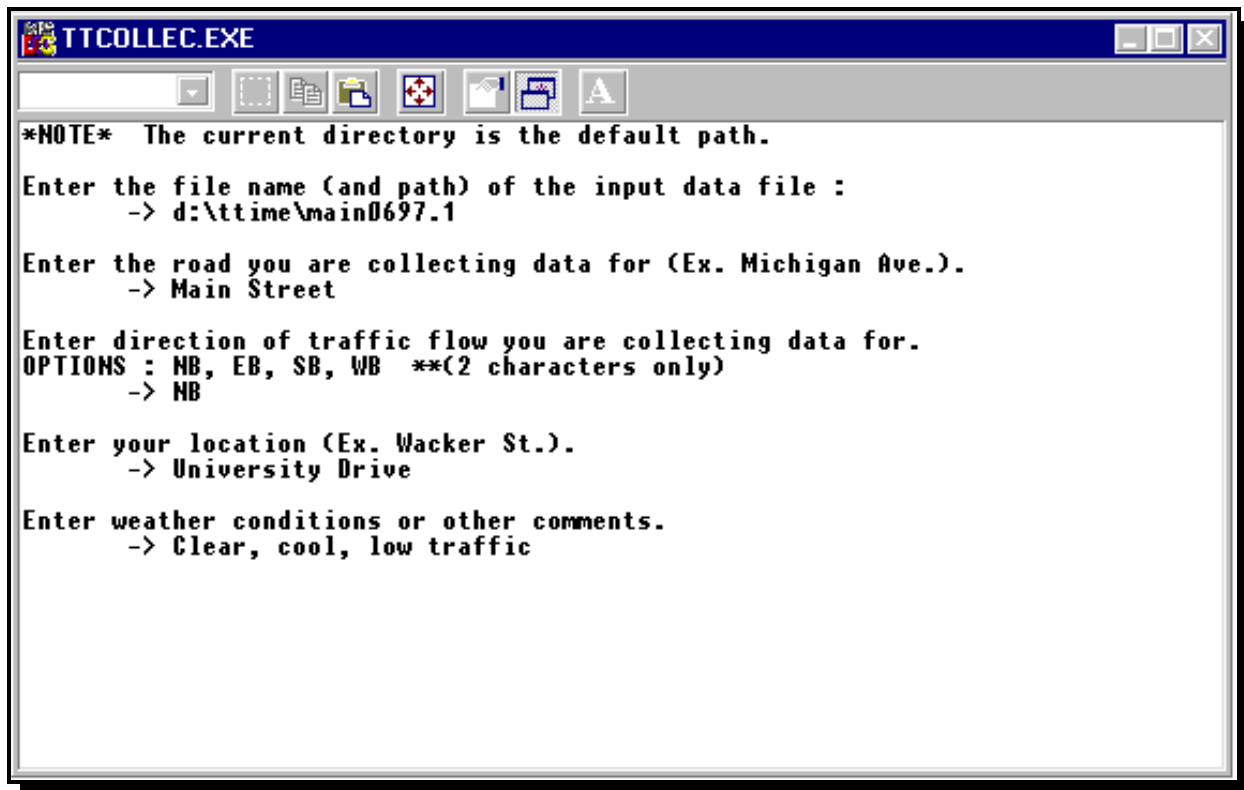 TTCOLLEC.EXE
A
*NOTE*  The current directory is the default path.
Enter the file name (and path) of the input data file :
-> d:\ttime\main0697.1
Enter the road you are collecting data for (Ex. Michigan Ave.).
-> Main Street
Enter direction of traffic flow you are collecting data for.
OPTIONS : NB, EB, SB, WB  **(2 characters only)
-> NB
Enter your location (Ex. Wacker St.).
-> University Drive
Enter weather conditions or other comments.
-> Clear, cool, low traffic